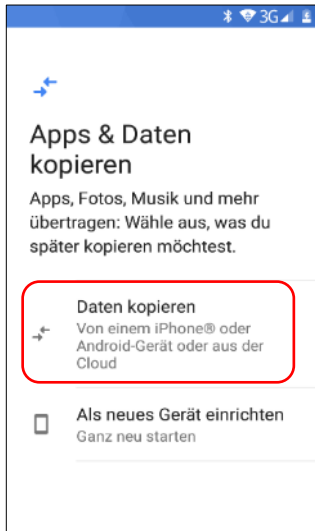 3G
Apps & Daten
kopieren
Apps, Fotos, Musik und mehr
übertragen: Wähle aus, was du
später kopieren möchtest.
Daten kopieren
Von einem iPhone® oder
Android-Gerät oder aus der
Cloud
Als neues Gerät einrichten
Ganz neu starten